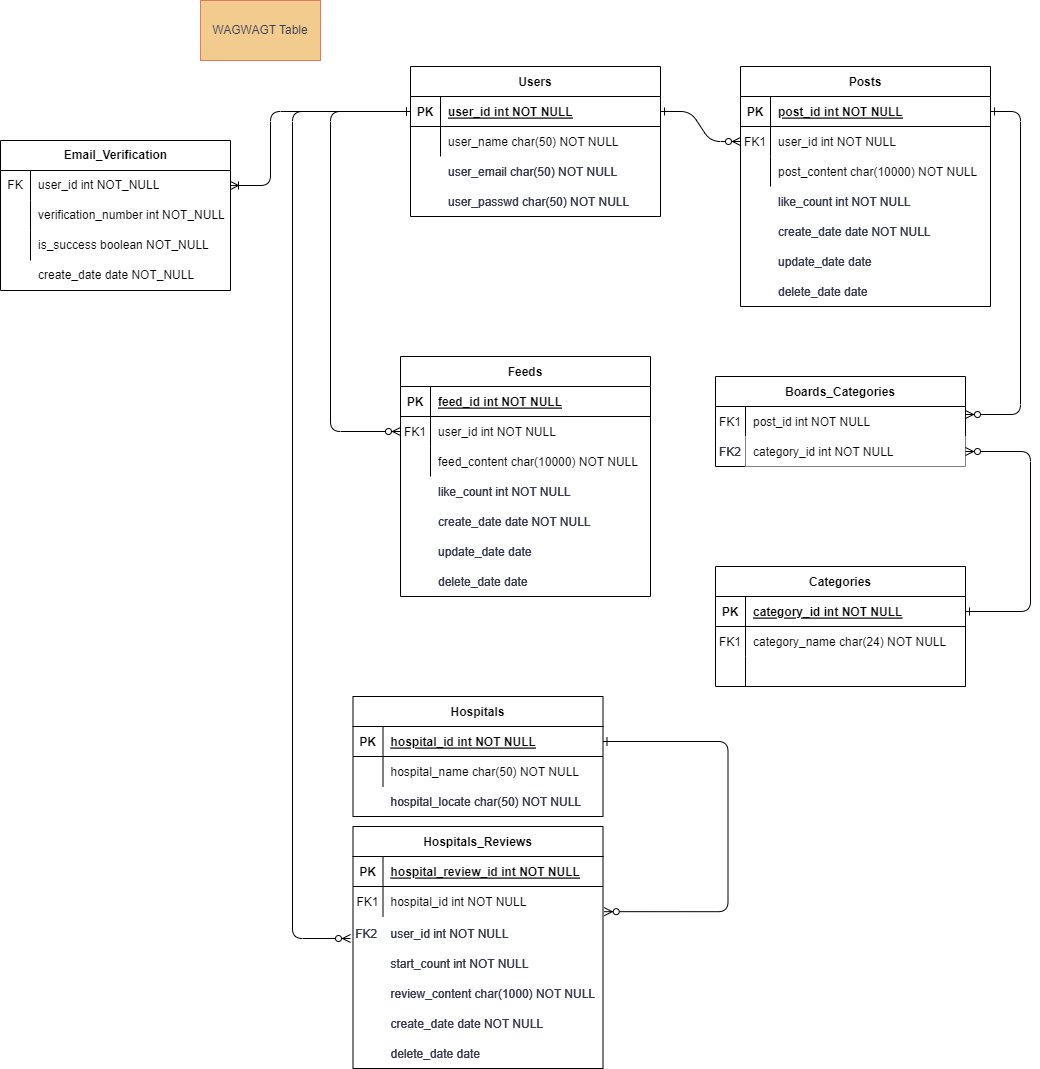 WAGWAGT Table
Users
PK user_id int NOT NULL
user_name char(50) NOT NULL
user_email char(50) NOT NULL
user_passwd char(50) NOT NULL
Posts
PK post_id int NOT NULL
FK1 user_id int NOT NULL
post_content char(10000) NOT NULL
like_count int NOT NULL
create_date date NOT NULL
update_date date
delete_date date
Email_Verification
FK user_id int NOT_NULL
verification_number int NOT_NULL
is_success boolean NOT_NULL
create_date date NOT_NULL
Feeds
PK feed_id int NOT NULL
FK1 user_id int NOT NULL
feed_content char(10000) NOT NULL
like_count int NOT NULL
create_date date NOT NULL
update_date date
delete_date date
Boards_Categories
FK1 post_id int NOT NULL
FK2 category_id int NOT NULL
Categories
PK category_id int NOT NULL
FK1 category_name char(24) NOT NULL
Hospitals
PK hospital_id int NOT NULL
hospital_name char(50) NOT NULL
hospital_locate char(50) NOT NULL
Hospitals_Reviews
PK hospital_review_id int NOT NULL
FK1 hospital_id int NOT NULL
FK2 user_id int NOT NULL
start_count int NOT NULL
review_content char(1000) NOT NULL
create_date date NOT NULL
delete_date date